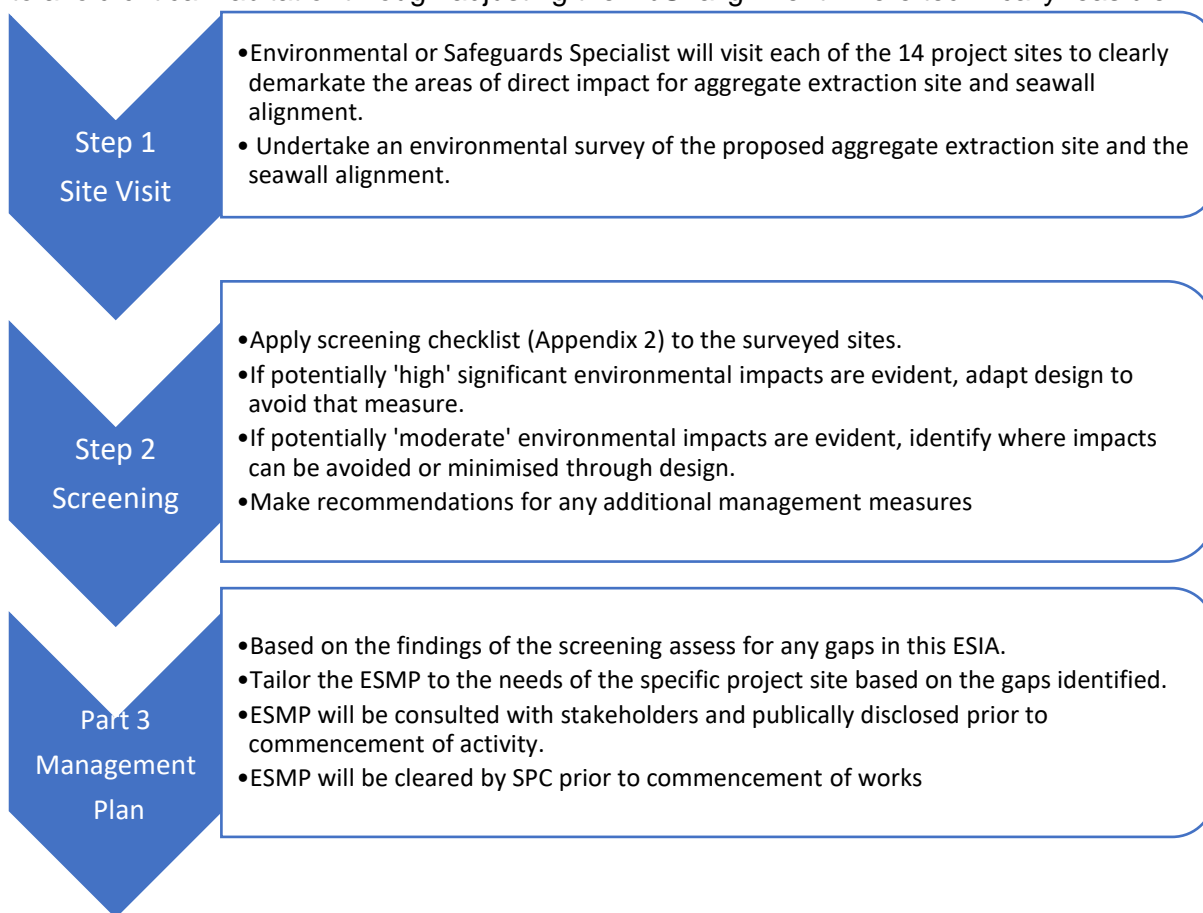 Step 1
Site Visit
•Environmental or Safeguards Specialist will visit each of the 14 project sites to clearly
demarkate the areas of direct impact for aggregate extraction site and seawall
alignment.
• Undertake an environmental survey of the proposed aggregate extraction site and the
seawall alignment.
Step 2
Screening
•Apply screening checklist (Appendix 2) to the surveyed sites.
•If potentially 'high' significant environmental impacts are evident, adapt design to
avoid that measure.
•If potentially 'moderate' environmental impacts are evident, identify where impacts
can be avoided or minimised through design.
•Make recommendations for any additional management measures
Part 3
Management
Plan
•Based on the findings of the screening assess for any gaps in this ESIA.
•Tailor the ESMP to the needs of the specific project site based on the gaps identified.
•ESMP will be consulted with stakeholders and publically disclosed prior to
commencement of activity.
•ESMP will be cleared by SPC prior to commencement of works